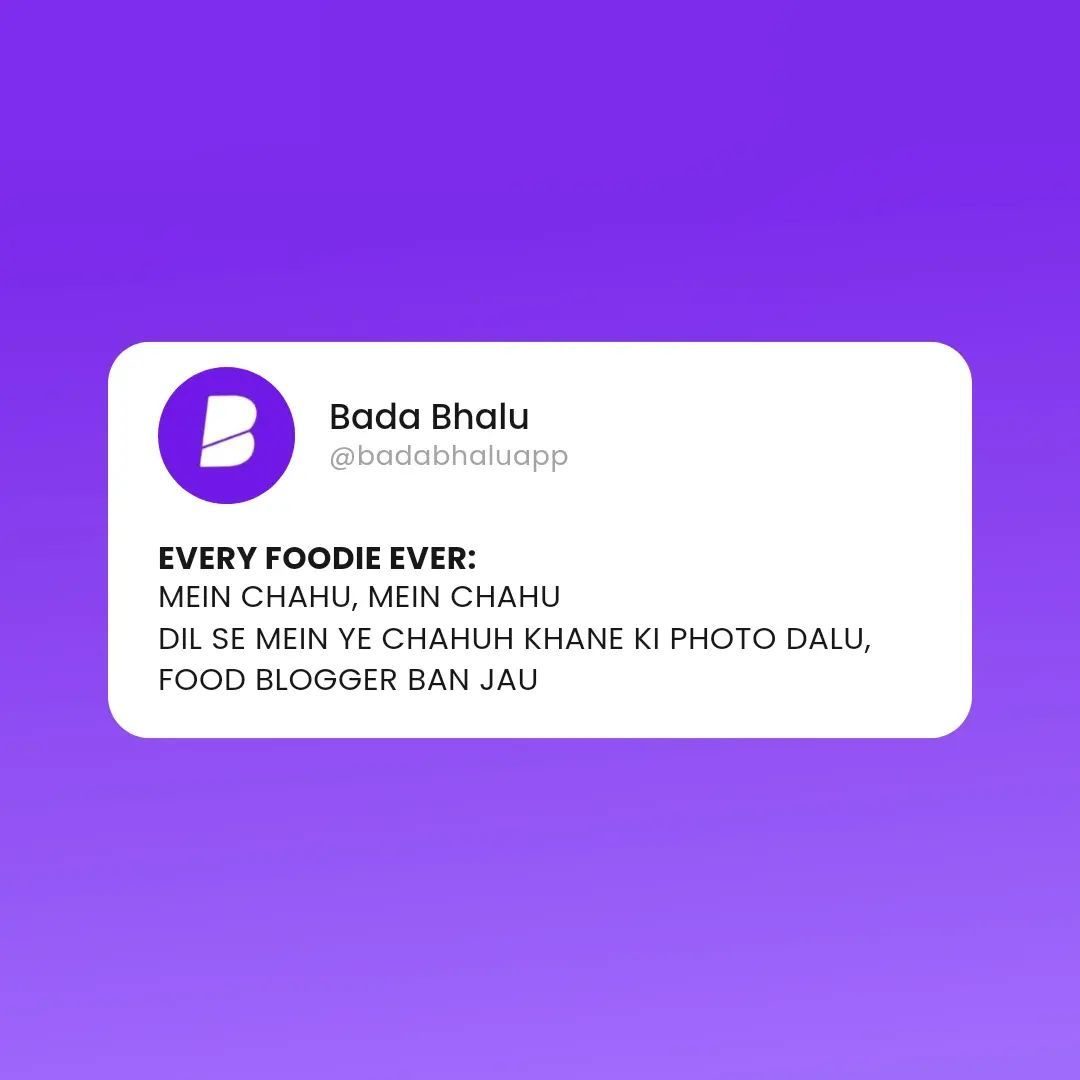 B
Bada Bhalu
@badabhaluapp
EVERY FOODIE EVER:
MEIN CHAHU, MEIN CHAHU
DIL SE MEIN YE CHAHUH KHANE KI PHOTO DALU,
FOOD BLOGGER BAN JAU